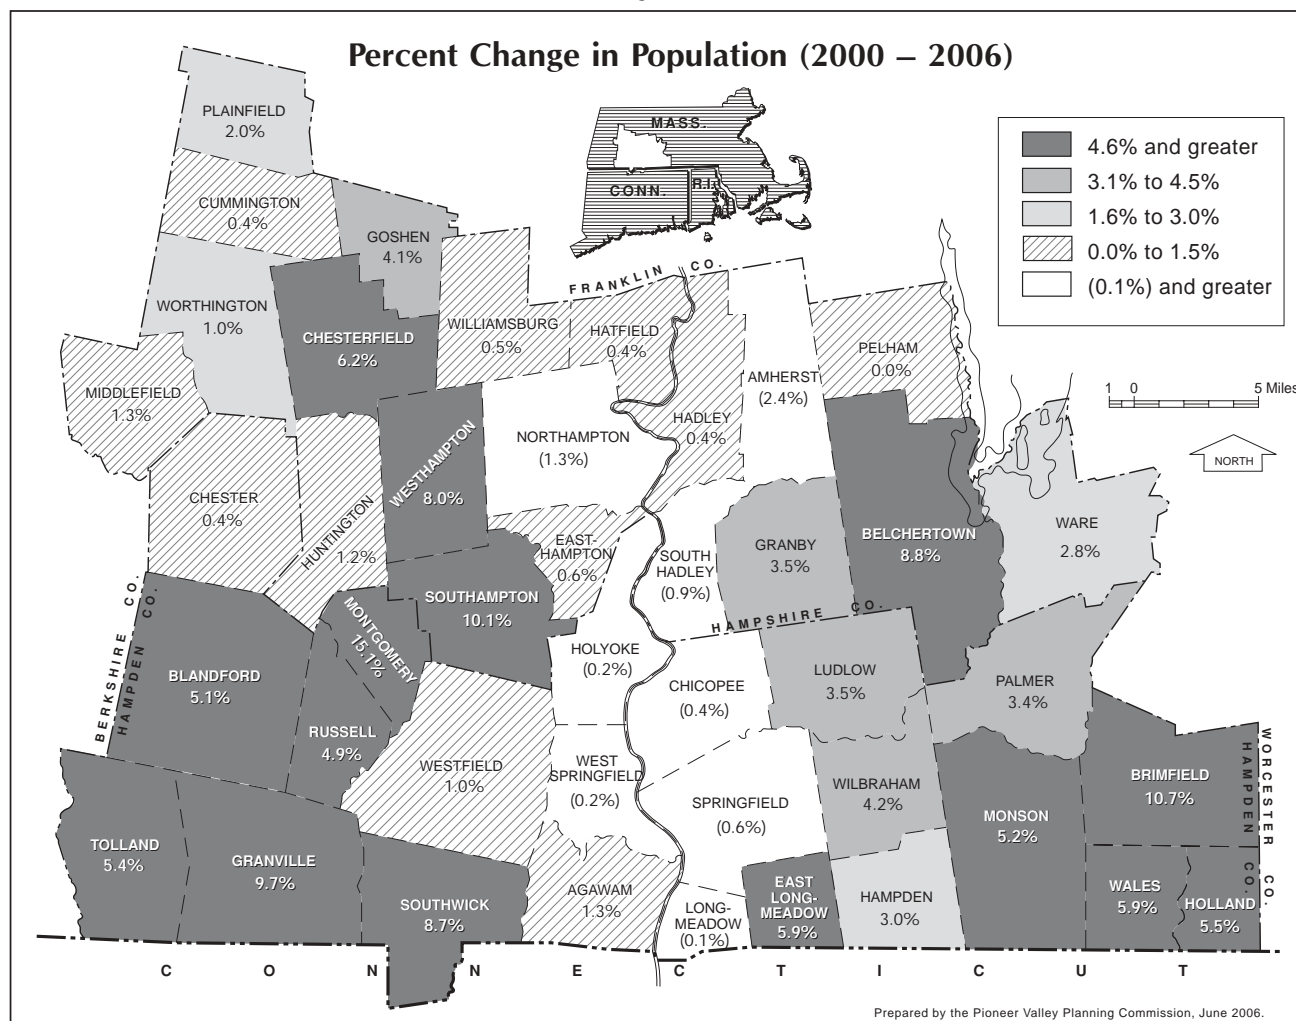 Percent Change in Population (2000 – 2006)
MASS.
CONN.
R.I.
4.6% and greater
3.1% to 4.5%
1.6% to 3.0%
0.0% to 1.5%
(0.1%) and greater
1 0 5 Miles
NORTH
PLAINFIELD
2.0%
CUMMINGTON
0.4%
GOSHEN
4.1%
FRANKLIN CO.
WORTHINGTON
1.0%
CHESTERFIELD
6.2%
WILLIAMSBURG
0.5%
HATFIELD
0.4%
PELHAM
0.0%
MIDDLEFIELD
1.3%
AMHERST
(2.4%)
HADLEY
0.4%
NORTHAMPTON
(1.3%)
WESTHAMPTON
8.0%
CHESTER
0.4%
HUNTINGTON
1.2%
EAST-
HAMPTON
0.6%
SOUTH
HADLEY
(0.9%)
GRANBY
3.5%
BELCHERTOWN
8.8%
WARE
2.8%
BERKSHIRE CO.
HAMPDEN CO.
MONTGOMERY
15.1%
SOUTHAMPTON
10.1%
HAMPSHIRE CO.
BLANDFORD
5.1%
HOLYOKE
(0.2%)
CHICOPEE
(0.4%)
LUDLOW
3.5%
PALMER
3.4%
RUSSELL
4.9%
WESTFIELD
1.0%
WEST
SPRINGFIELD
(0.2%)
SPRINGFIELD
(0.6%)
WILBRAHAM
4.2%
MONSON
5.2%
BRIMFIELD
10.7%
HAMPDEN CO.
WORCESTER CO.
TOLLAND
5.4%
GRANVILLE
9.7%
SOUTHWICK
8.7%
AGAWAM
1.3%
LONG-
MEADOW
(0.1%)
EAST
LONG-
MEADOW
5.9%
HAMPDEN
3.0%
WALES
5.9%
HOLLAND
5.5%
C O N N E C T I C U T
Prepared by the Pioneer Valley Planning Commission, June 2006.